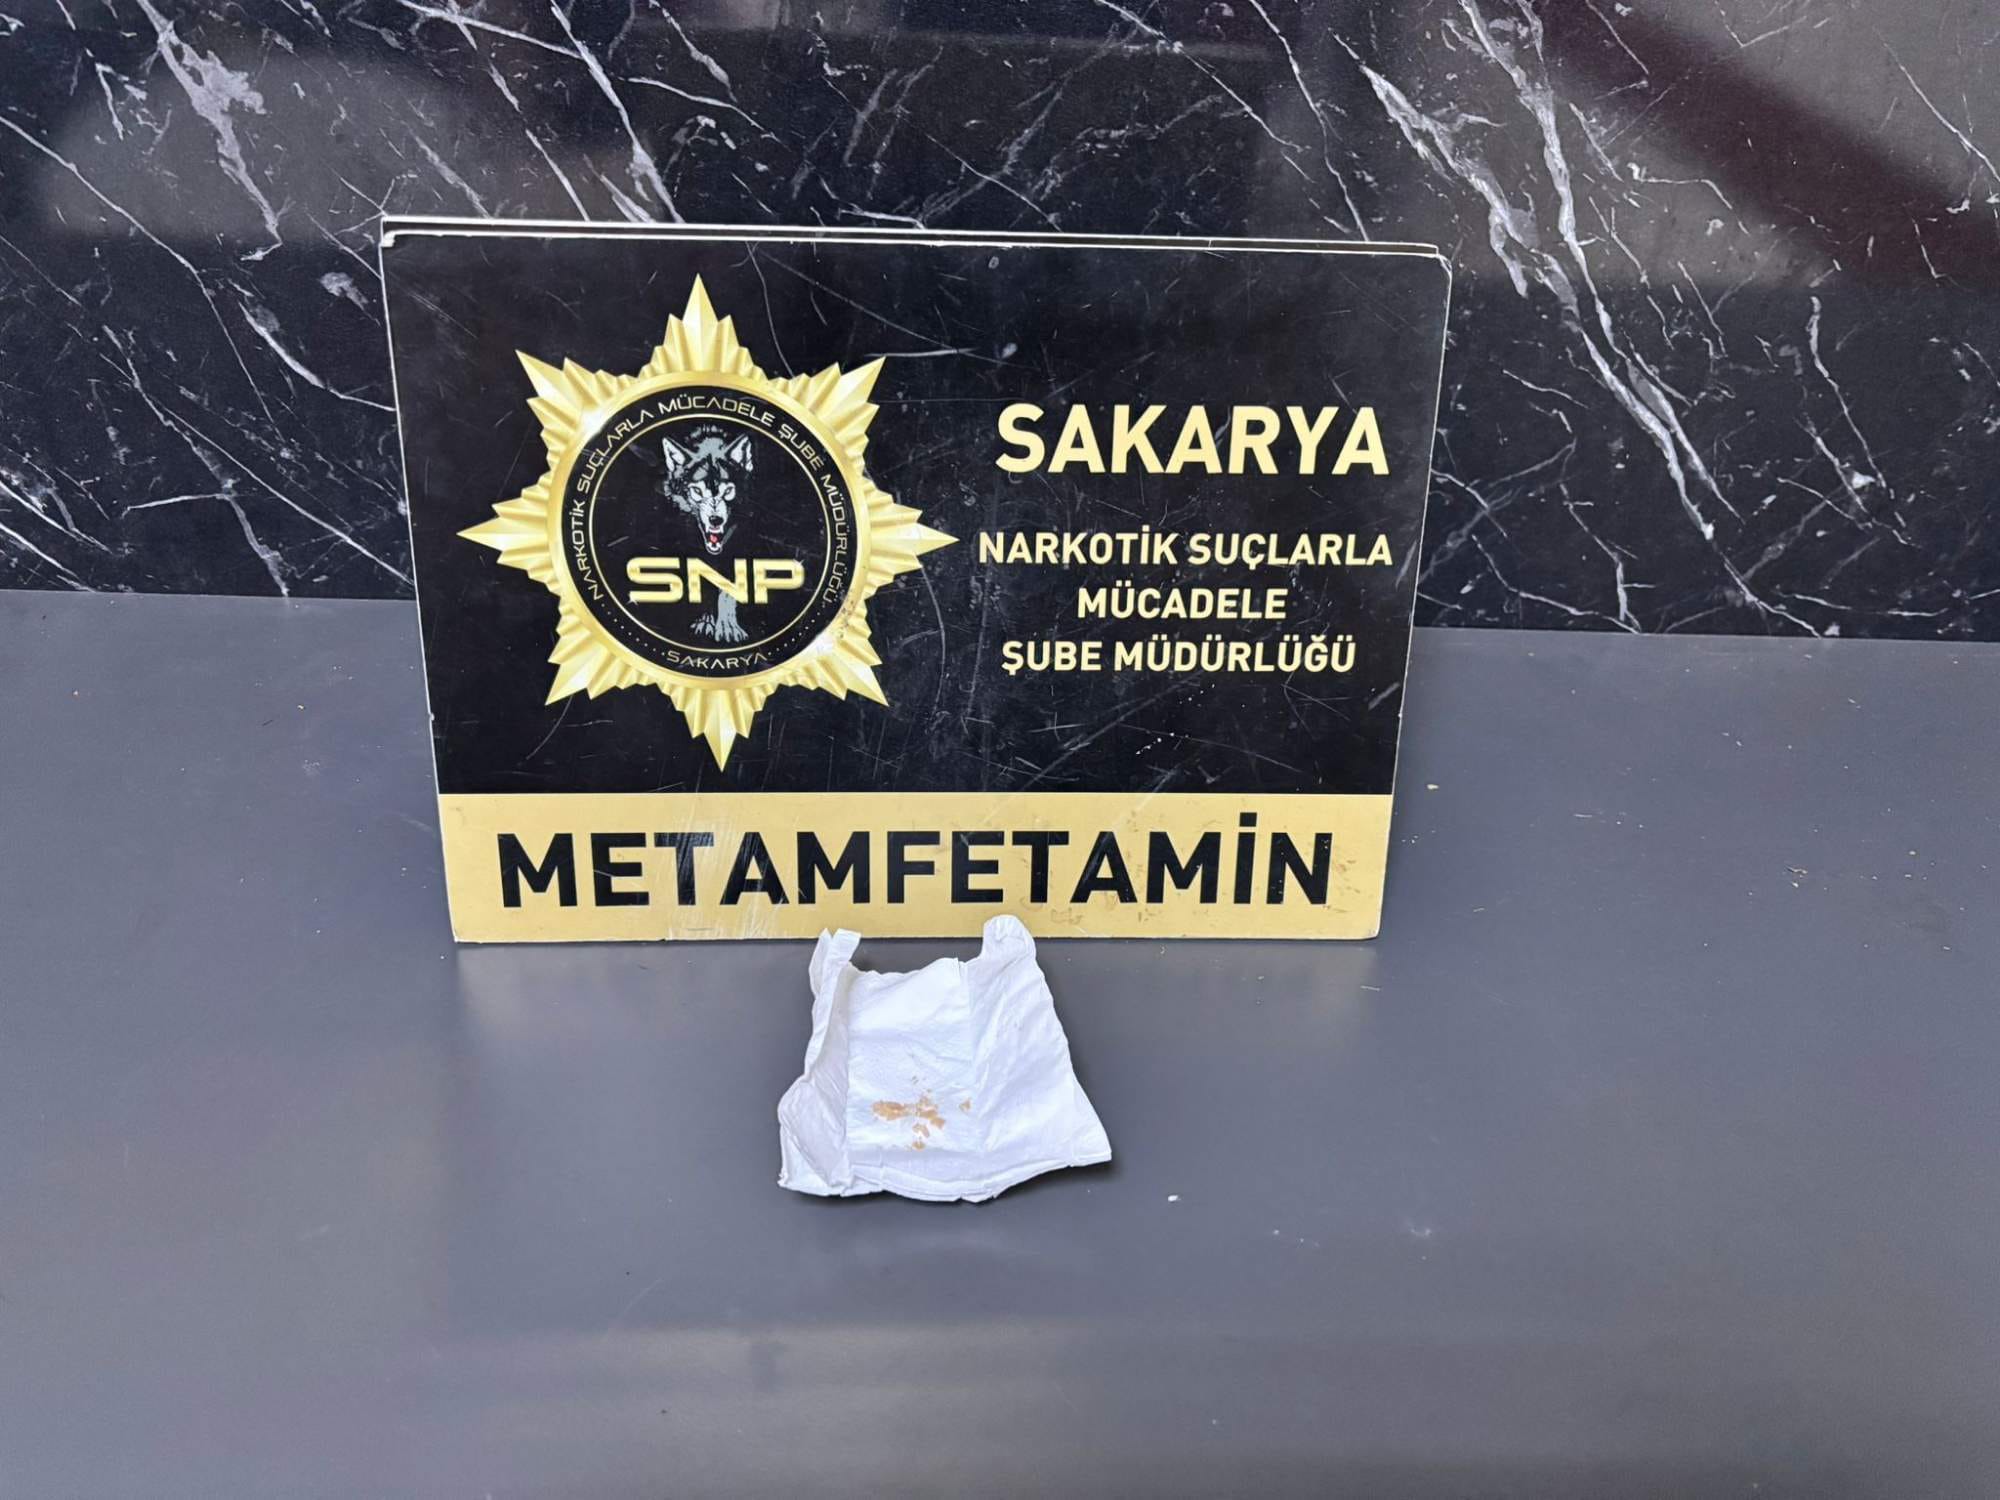 NARKOTİK SUÇLARLA MÜCADELE ŞUBE MÜDÜRLÜĞÜ
SNP
SAKARYA
SAKARYA
NARKOTİK SUÇLARLA
MÜCADELE
ŞUBE MÜDÜRLÜĞÜ
METAMFETAMİN